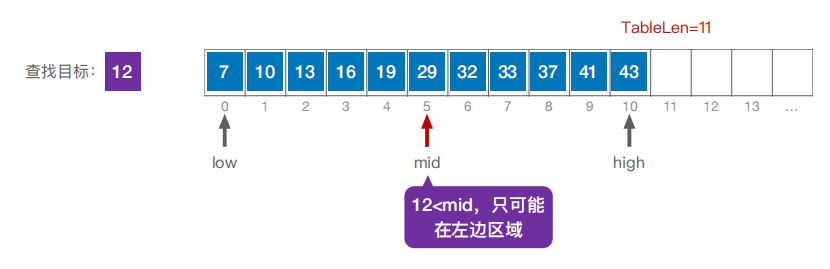 TableLen=11
查找目标： 12
7 10 13 16 19 29 32 33 37 41 43
0 1 2 3 4 5 6 7 8 9 10 11 12 13 ...
low mid high
12<mid，只可能
在左边区域